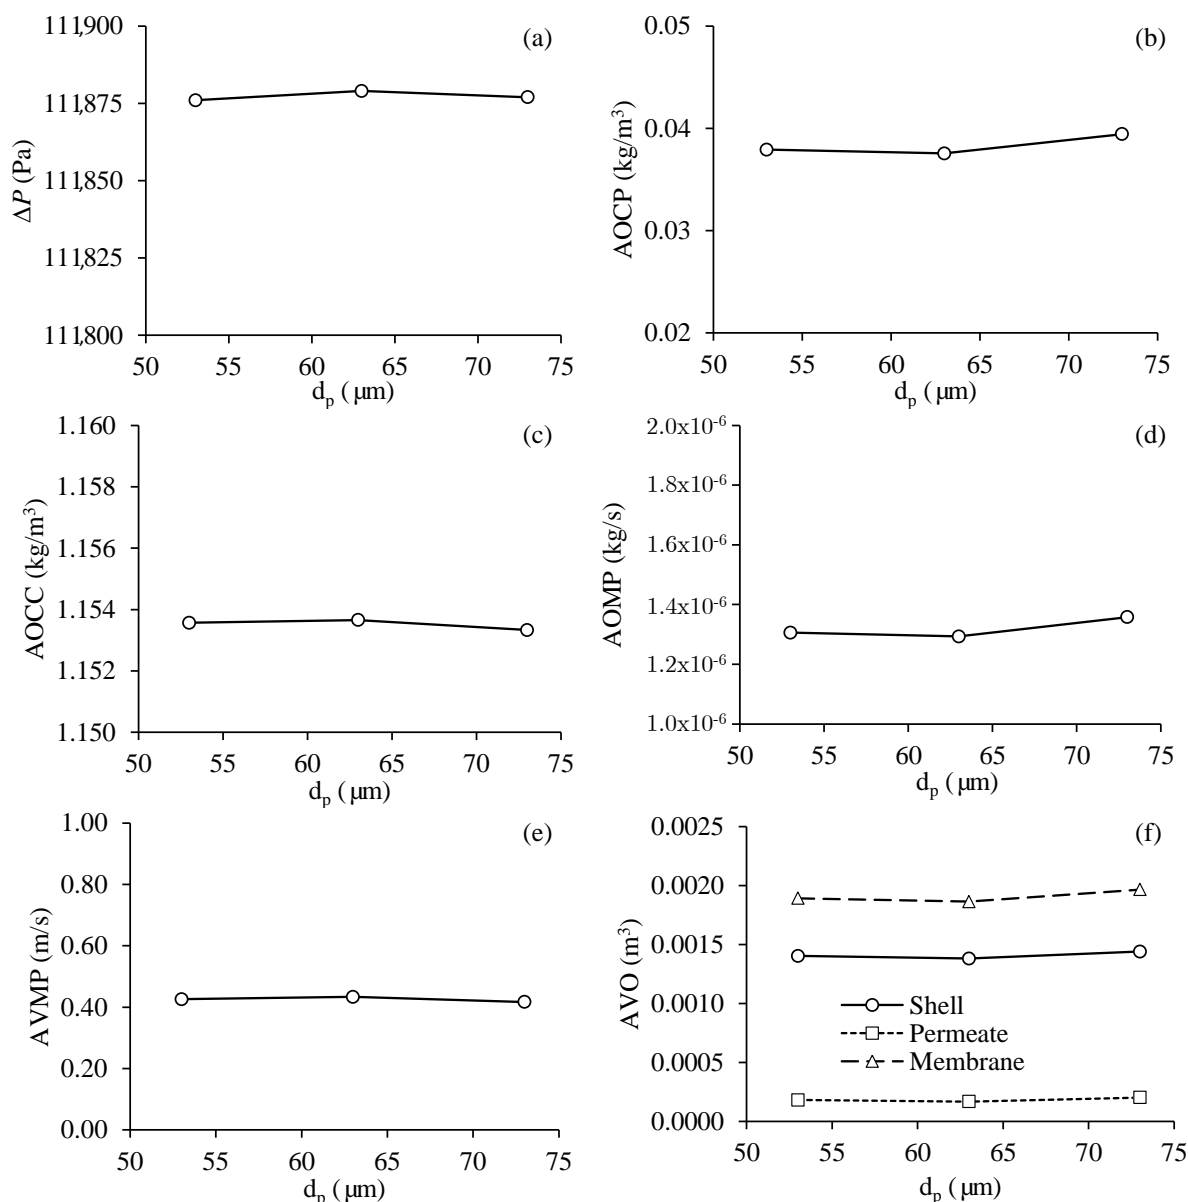 (a)
ΔP (Pa)
111,900
111,875
111,850
111,825
111,800
50 55 60 65 70 75
dₚ (µm)
(b)
AOCP (kg/m³)
0.05
0.04
0.03
0.02
50 55 60 65 70 75
dₚ (µm)
(c)
AOCC (kg/m³)
1.160
1.158
1.156
1.154
1.152
1.150
50 55 60 65 70 75
dₚ (µm)
(d)
AOMP (kg/s)
2.0x10⁻⁶
1.8x10⁻⁶
1.6x10⁻⁶
1.4x10⁻⁶
1.2x10⁻⁶
1.0x10⁻⁶
50 55 60 65 70 75
dₚ (µm)
(e)
AVMP (m/s)
1.00
0.80
0.60
0.40
0.20
0.00
50 55 60 65 70 75
dₚ (µm)
(f)
AVO (m³)
0.0025
0.0020
0.0015
0.0010
0.0005
0.0000
Shell
Permeate
Membrane
50 55 60 65 70 75
dₚ (µm)